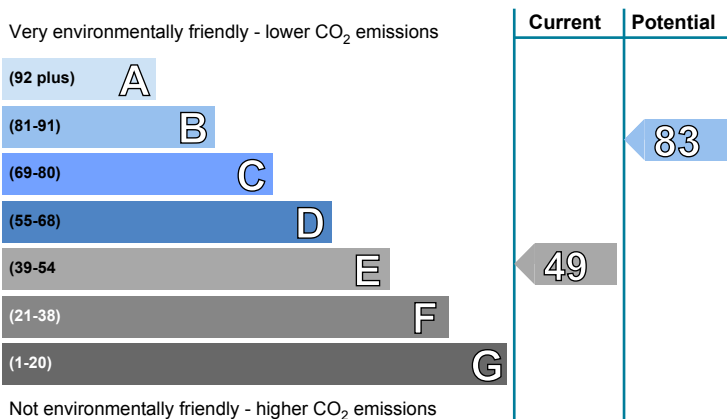 Current Potential
Very environmentally friendly - lower CO2 emissions
(92 plus) A
(81-91) B
83
(69-80) C
(55-68) D
(39-54 E
49
(21-38) F
(1-20) G
Not environmentally friendly - higher CO2 emissions